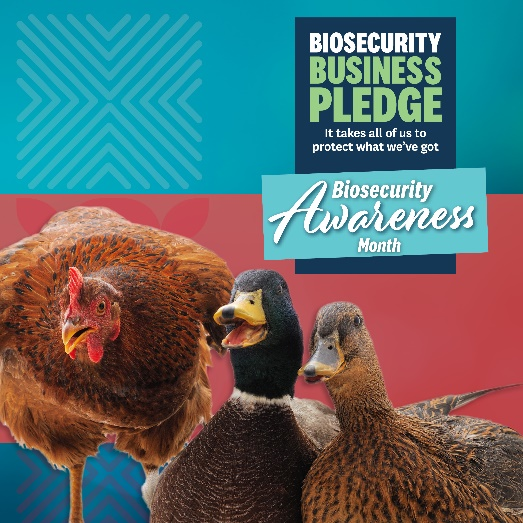 BIOSECURITY
BUSINESS
PLEDGE
It takes all of us to
protect what we've got
Biosecurity
Awareness
Month